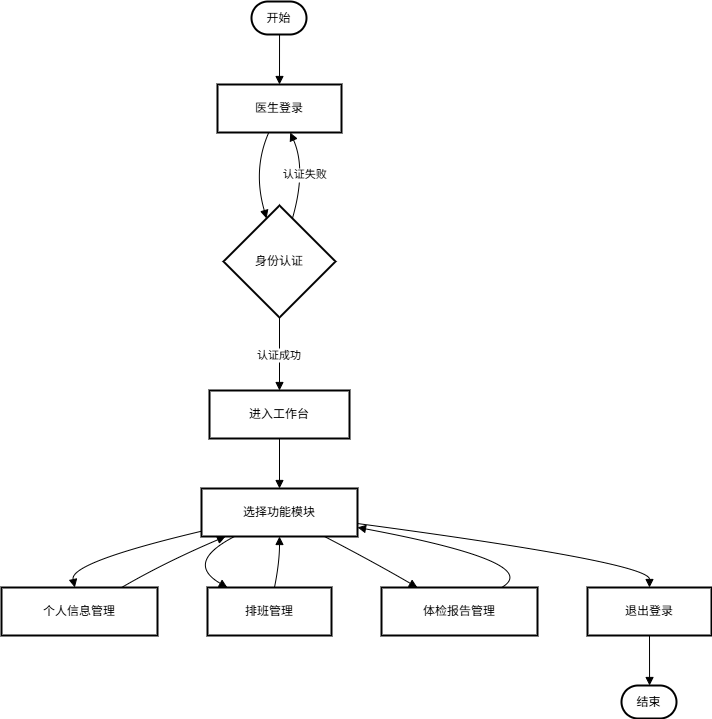 开始
医生登录
认证失败
身份认证
认证成功
进入工作台
选择功能模块
个人信息管理
排班管理
体检报告管理
退出登录
结束